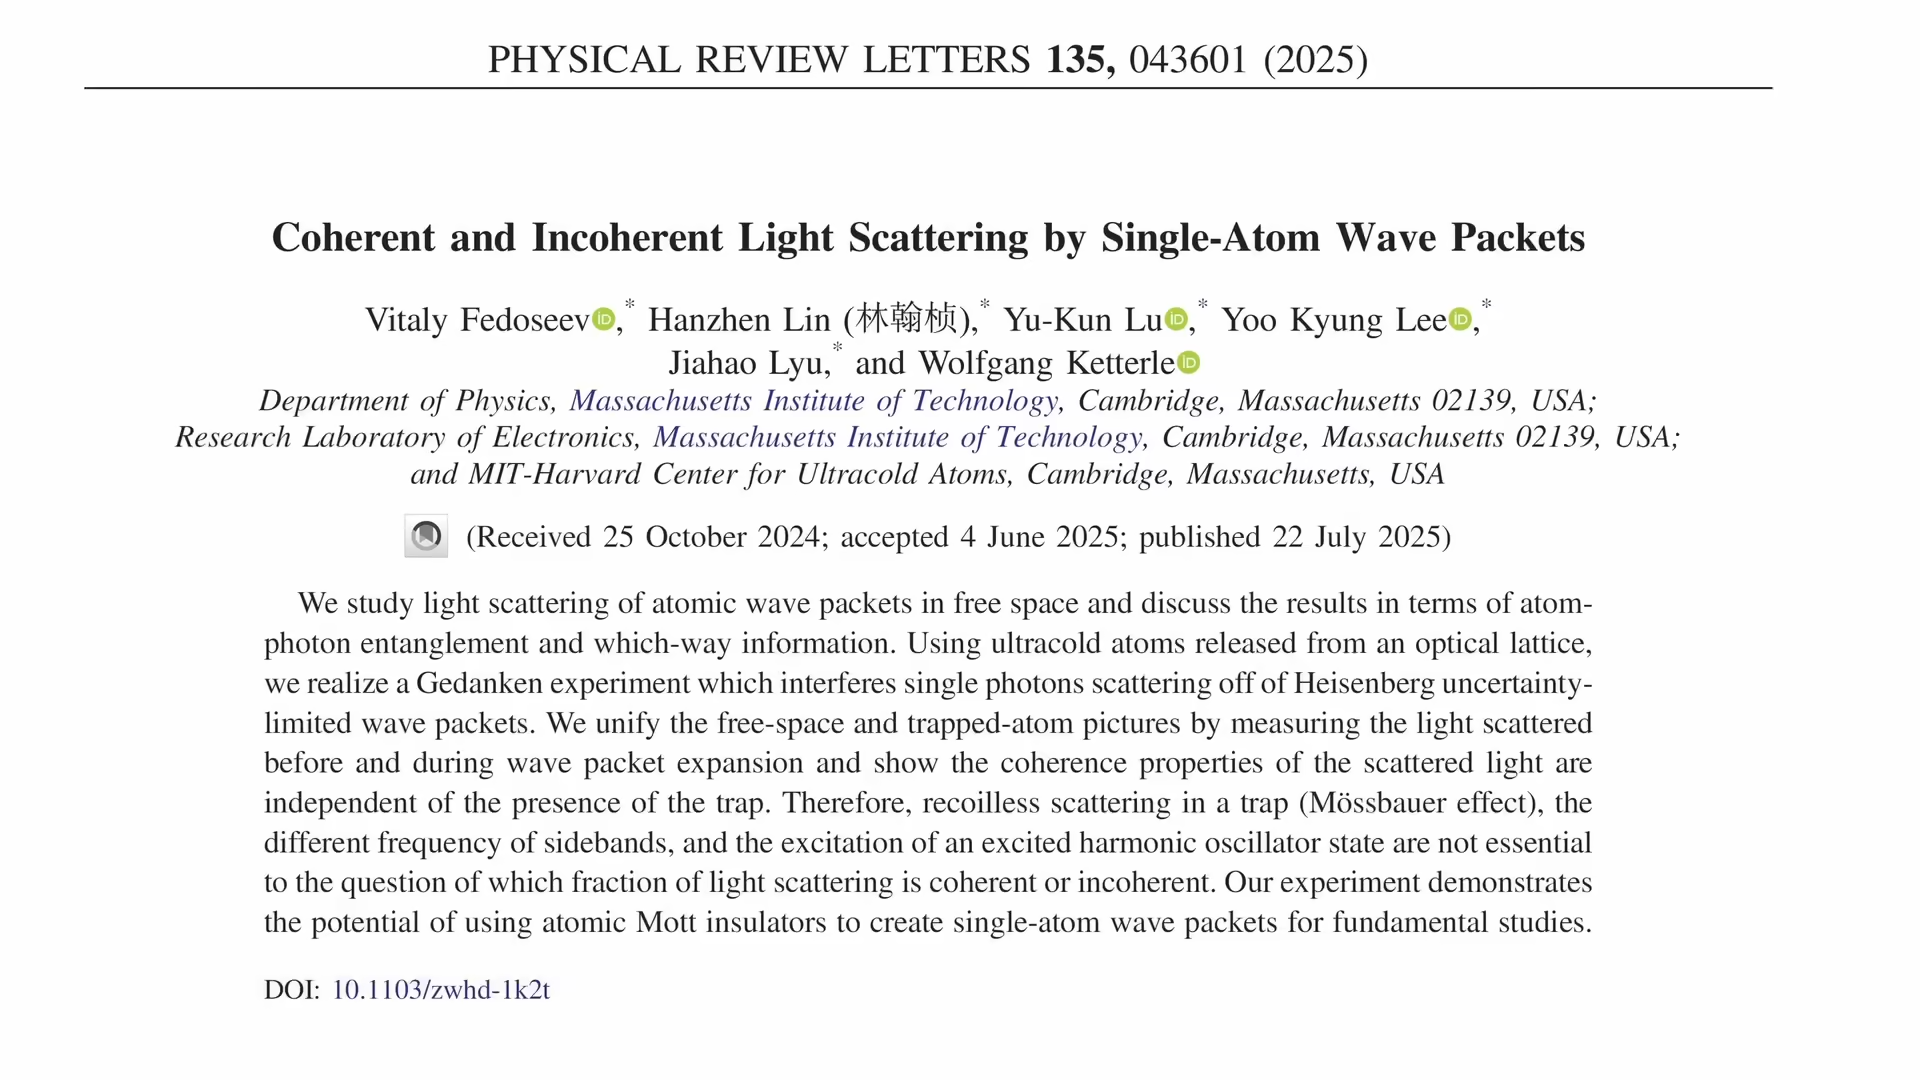 PHYSICAL REVIEW LETTERS 135, 043601 (2025)
Coherent and Incoherent Light Scattering by Single-Atom Wave Packets
Vitaly Fedoseev,* Hanzhen Lin (林翰桢),* Yu-Kun Lu,* Yoo Kyung Lee,*
Jiahao Lyu,* and Wolfgang Ketterle
Department of Physics, Massachusetts Institute of Technology, Cambridge, Massachusetts 02139, USA;
Research Laboratory of Electronics, Massachusetts Institute of Technology, Cambridge, Massachusetts 02139, USA;
and MIT-Harvard Center for Ultracold Atoms, Cambridge, Massachusetts, USA
(Received 25 October 2024; accepted 4 June 2025; published 22 July 2025)
We study light scattering of atomic wave packets in free space and discuss the results in terms of atom-
photon entanglement and which-way information. Using ultracold atoms released from an optical lattice,
we realize a Gedanken experiment which interferes single photons scattering off of Heisenberg uncertainty-
limited wave packets. We unify the free-space and trapped-atom pictures by measuring the light scattered
before and during wave packet expansion and show the coherence properties of the scattered light are
independent of the presence of the trap. Therefore, recoilless scattering in a trap (Mössbauer effect), the
different frequency of sidebands, and the excitation of an excited harmonic oscillator state are not essential
to the question of which fraction of light scattering is coherent or incoherent. Our experiment demonstrates
the potential of using atomic Mott insulators to create single-atom wave packets for fundamental studies.
DOI: 10.1103/zwhd-1k2t